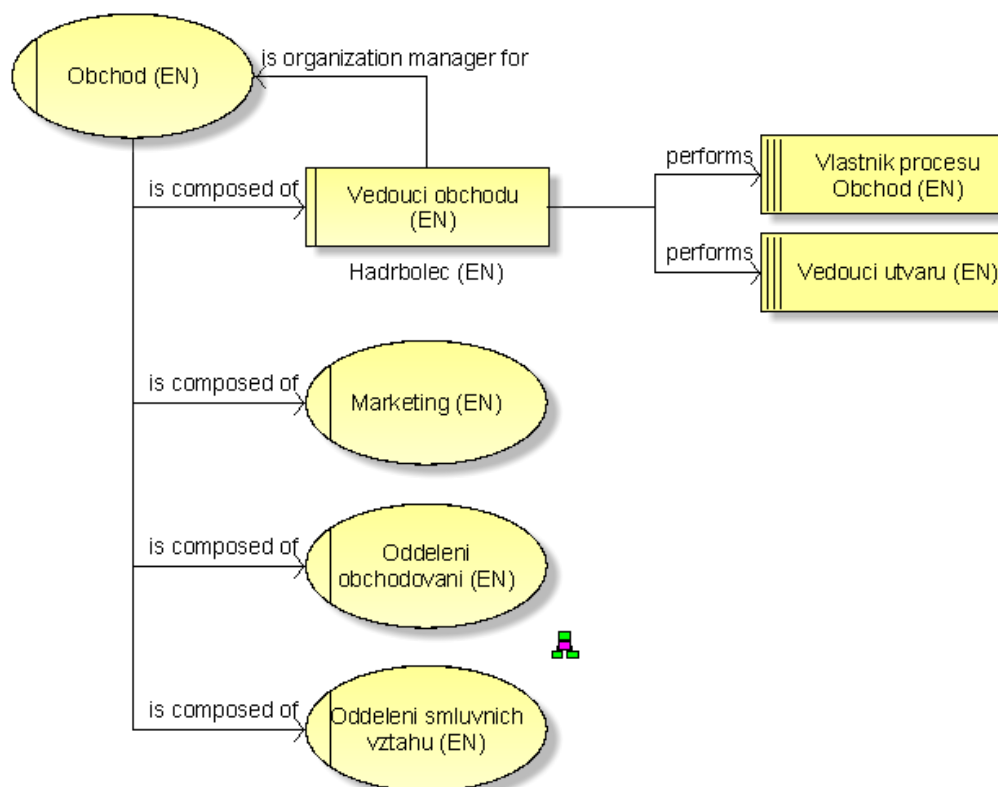 is organization manager for
Obchod (EN)
performs
Vlastnik procesu
Obchod (EN)
is composed of
Vedouci obchodu
(EN)
performs
Vedouci utvaru (EN)
Hadrbolec (EN)
is composed of
Marketing (EN)
is composed of
Oddeleni
obchodovani (EN)
is composed of
Oddeleni smluvnich
vztahu (EN)